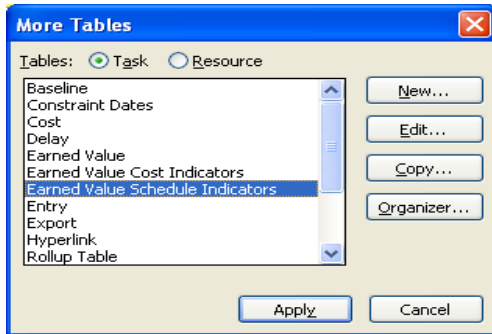 More Tables
Tables: Task Resource
Baseline
Constraint Dates
Cost
Delay
Earned Value
Earned Value Cost Indicators
Earned Value Schedule Indicators
Entry
Export
Hyperlink
Rollup Table
New...
Edit...
Copy...
Organizer...
Apply Cancel